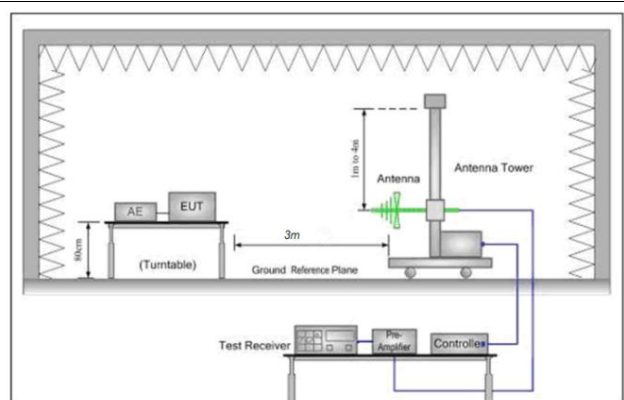 1m to 4m
Antenna
Antenna Tower
AE
EUT
80cm
3m
(Turntable)
Ground Reference Plane
Test Receiver
Pre-
Amplifier
Controller